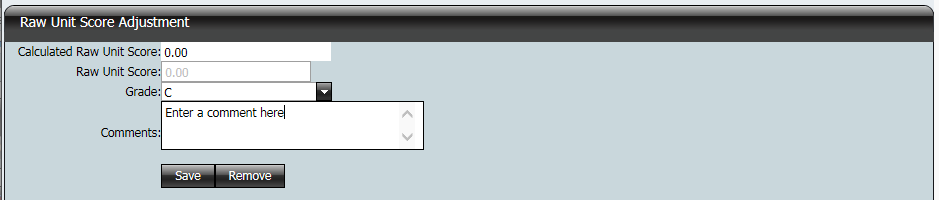 Raw Unit Score Adjustment
Calculated Raw Unit Score: 0.00
Raw Unit Score: 0.00
Grade: C
Comments: Enter a comment here
Save Remove